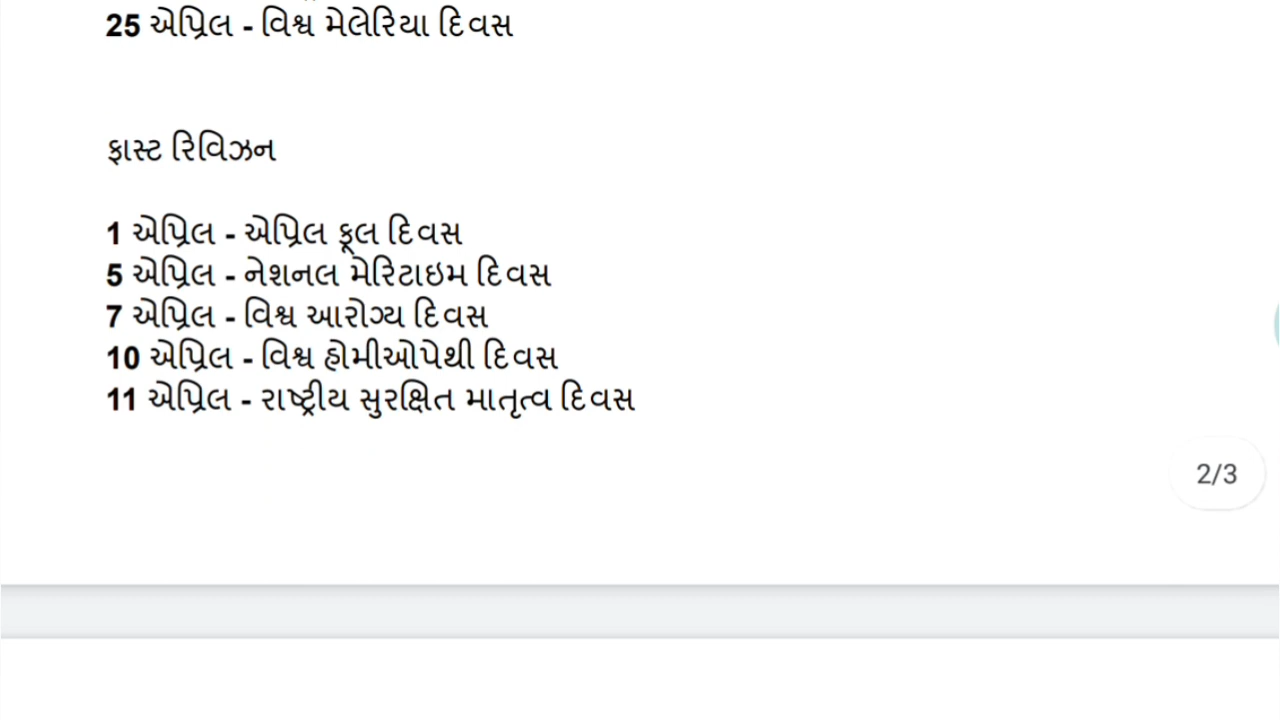 25 એપ્રિલ - વિશ્વ મેલેરિયા દિવસ
ફાસ્ટ રિવિઝન
1 એપ્રિલ - એપ્રિલ ફૂલ દિવસ
5 એપ્રિલ - નેશનલ મેરિટાઇમ દિવસ
7 એપ્રિલ - વિશ્વ આરોગ્ય દિવસ
10 એપ્રિલ - વિશ્વ હોમીઓપેથી દિવસ
11 એપ્રિલ - રાષ્ટ્રીય સુરક્ષિત માતૃત્વ દિવસ
2/3